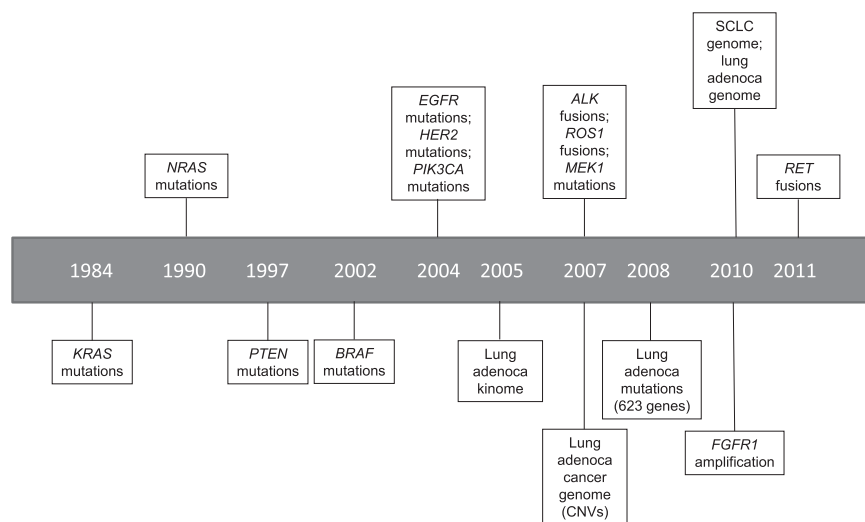 SCLC
genome;
lung
adenoca
genome
EGFR
mutations;
HER2
mutations;
PIK3CA
mutations
ALK
fusions;
ROS1
fusions;
MEK1
mutations
NRAS
mutations
RET
fusions
1984 1990 1997 2002 2004 2005 2007 2008 2010 2011
KRAS
mutations
PTEN
mutations
BRAF
mutations
Lung
adenoca
kinome
Lung
adenoca
mutations
(623 genes)
Lung
adenoca
cancer
genome
(CNVs)
FGFR1
amplification